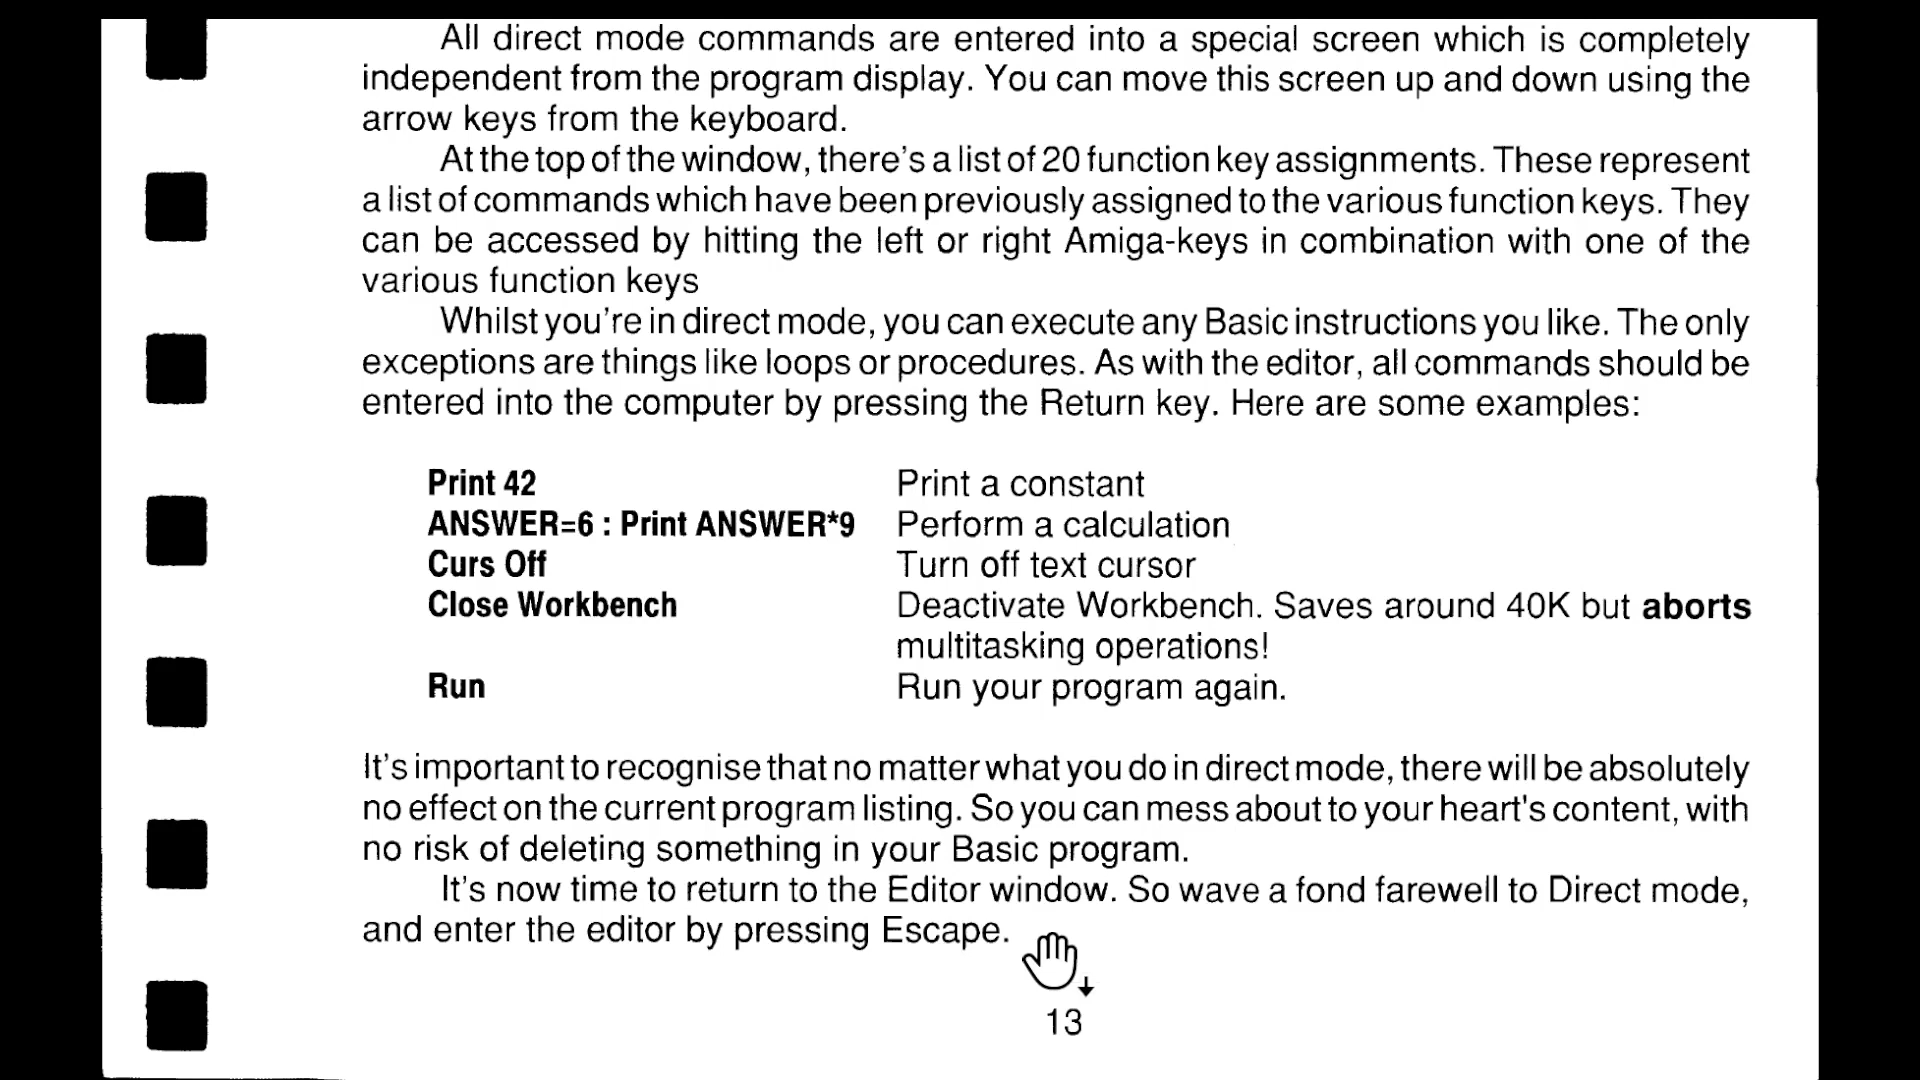 All direct mode commands are entered into a special screen which is completely
independent from the program display. You can move this screen up and down using the
arrow keys from the keyboard.
At the top of the window, there's a list of 20 function key assignments. These represent
a list of commands which have been previously assigned to the various function keys. They
can be accessed by hitting the left or right Amiga-keys in combination with one of the
various function keys
Whilst you're in direct mode, you can execute any Basic instructions you like. The only
exceptions are things like loops or procedures. As with the editor, all commands should be
entered into the computer by pressing the Return key. Here are some examples:
Print 42 Print a constant
ANSWER=6 : Print ANSWER*9 Perform a calculation
Curs Off Turn off text cursor
Close Workbench Deactivate Workbench. Saves around 40K but aborts
multitasking operations!
Run Run your program again.
It's important to recognise that no matter what you do in direct mode, there will be absolutely
no effect on the current program listing. So you can mess about to your heart's content, with
no risk of deleting something in your Basic program.
It's now time to return to the Editor window. So wave a fond farewell to Direct mode,
and enter the editor by pressing Escape.
13